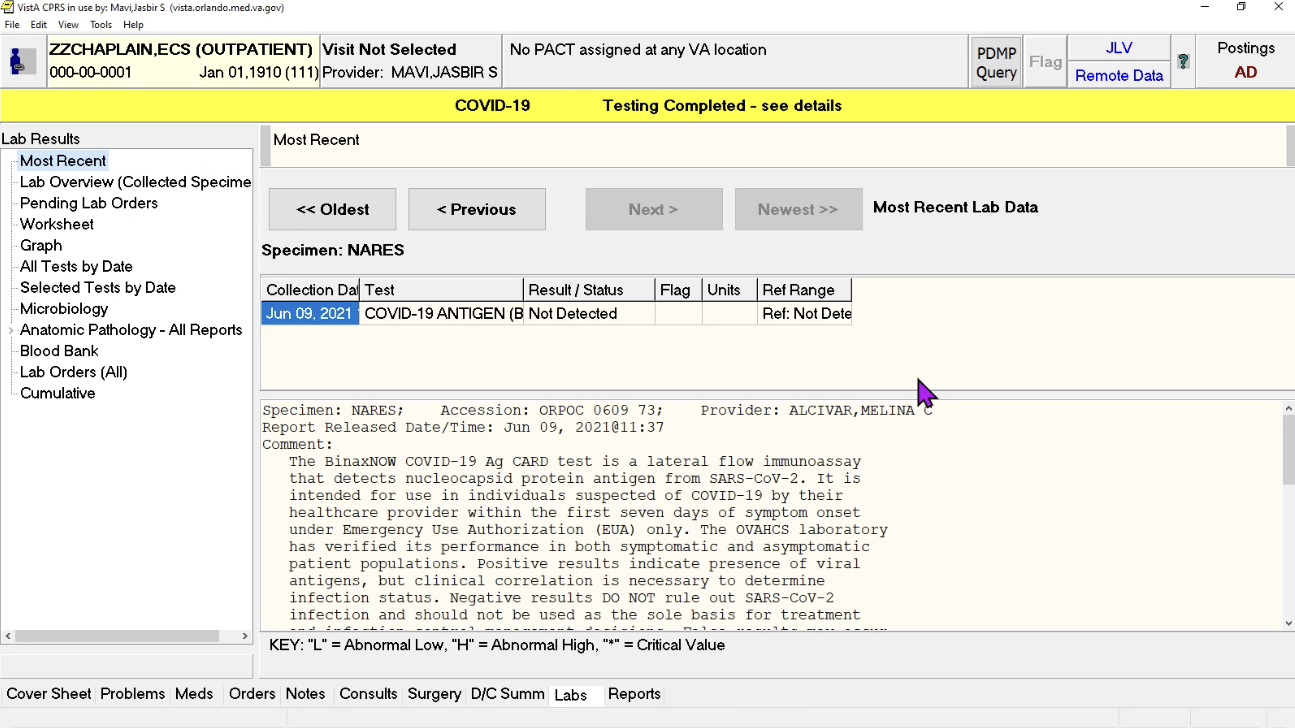 VistA CPRS in use by: Mavi,Jasbir S (vista.orlando.med.va.gov)
File Edit View Tools Help
ZZCHAPLAIN,ECS (OUTPATIENT) Visit Not Selected No PACT assigned at any VA location
000-00-0001 Jan 01,1910 (111) Provider: MAVI,JASBIR S
PDMP Query Flag JLV Remote Data ? Postings AD
COVID-19 Testing Completed - see details
Lab Results
Most Recent
Lab Overview (Collected Specime
Pending Lab Orders
Worksheet
Graph
All Tests by Date
Selected Tests by Date
Microbiology
Anatomic Pathology - All Reports
Blood Bank
Lab Orders (All)
Cumulative
Most Recent
<< Oldest < Previous Next > Newest >> Most Recent Lab Data
Specimen: NARES
Collection Dat Test Result / Status Flag Units Ref Range
Jun 09, 2021 COVID-19 ANTIGEN (B Not Detected Ref: Not Dete
Specimen: NARES; Accession: ORPOC 0609 73; Provider: ALCIVAR,MELINA C
Report Released Date/Time: Jun 09, 2021@11:37
Comment:
The BinaxNOW COVID-19 Ag CARD test is a lateral flow immunoassay
that detects nucleocapsid protein antigen from SARS-CoV-2. It is
intended for use in individuals suspected of COVID-19 by their
healthcare provider within the first seven days of symptom onset
under Emergency Use Authorization (EUA) only. The OVAHCS laboratory
has verified its performance in both symptomatic and asymptomatic
patient populations. Positive results indicate presence of viral
antigens, but clinical correlation is necessary to determine
infection status. Negative results DO NOT rule out SARS-CoV-2
infection and should not be used as the sole basis for treatment
KEY: "L" = Abnormal Low, "H" = Abnormal High, "*" = Critical Value
Cover Sheet Problems Meds Orders Notes Consults Surgery D/C Summ Labs Reports